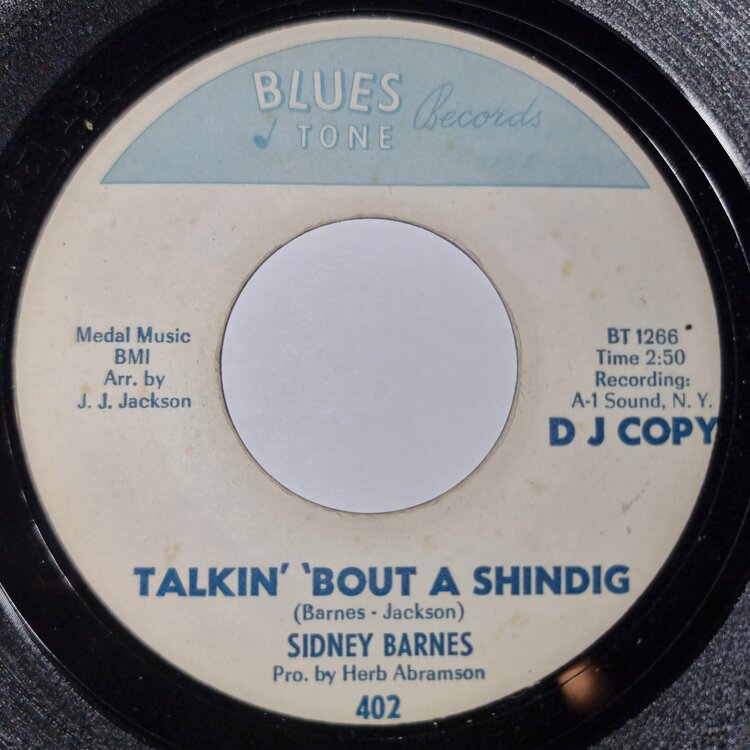 BLUES Records
TONE
Medal Music
BMI
Arr. by
J. J. Jackson
BT 1266
Time 2:50
Recording:
A-1 Sound, N. Y.
D J COPY
TALKIN' 'BOUT A SHINDIG
(Barnes - Jackson)
SIDNEY BARNES
Pro. by Herb Abramson
402